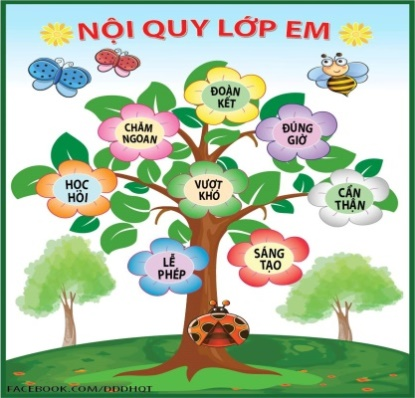 NỘI QUY LỚP EM
ĐOÀN
KẾT
CHĂM
NGOAN
ĐÚNG
GIỜ
HỌC
HỎI
VƯỢT
KHÓ
CẨN
THẬN
LỄ
PHÉP
SÁNG
TẠO
FACEBOOK.COM/DDDHOT